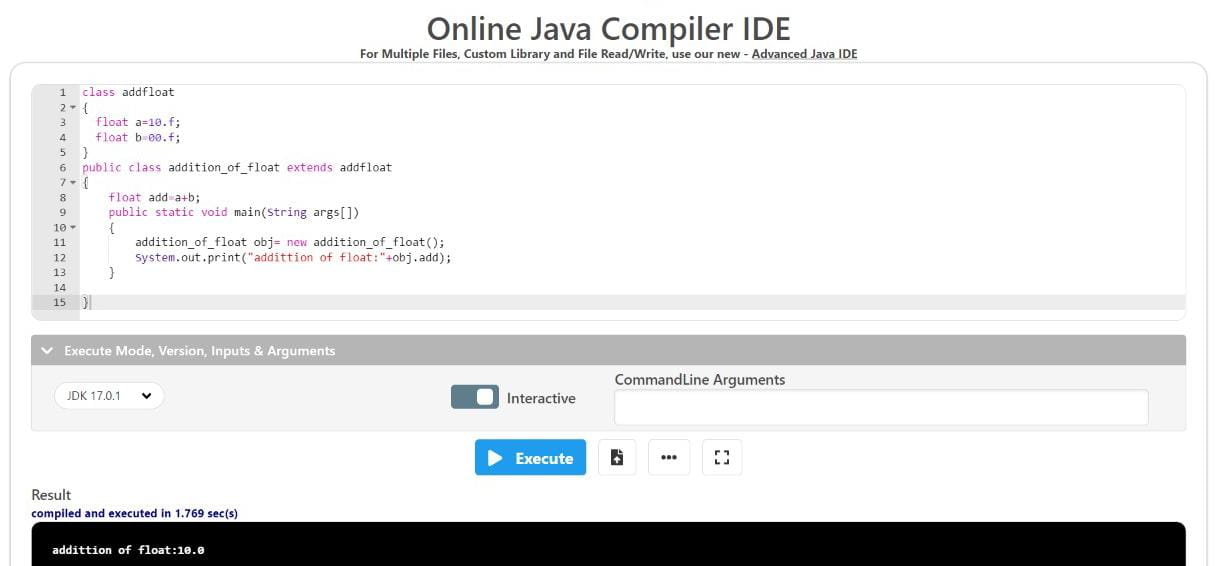 Online Java Compiler IDE
For Multiple Files, Custom Library and File Read/Write, use our new - Advanced Java IDE
1 class addfloat
2 {
3 float a=10.f;
4 float b=00.f;
5 }
6 public class addition_of_float extends addfloat
7 {
8 float add=a+b;
9 public static void main(String args[])
10 {
11 addition_of_float obj= new addition_of_float();
12 System.out.print("addittion of float:"+obj.add);
13 }
14
15 }
Execute Mode, Version, Inputs & Arguments
CommandLine Arguments
JDK 17.0.1 Interactive
Execute
Result
compiled and executed in 1.769 sec(s)
addittion of float:10.0